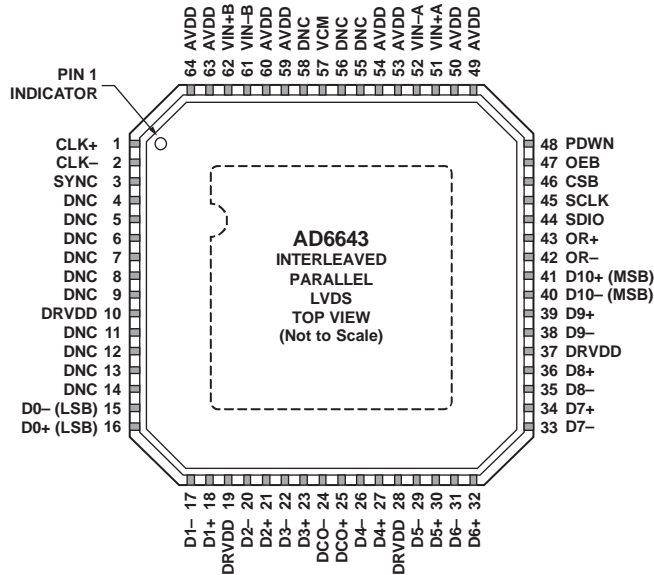 64 AVDD
63 AVDD
62 VIN+B
61 VIN–B
60 AVDD
59 AVDD
58 DNC
57 VCM
56 DNC
55 DNC
54 AVDD
53 AVDD
52 VIN–A
51 VIN+A
50 AVDD
49 AVDD
PIN 1
INDICATOR
CLK+ 1
CLK– 2
SYNC 3
DNC 4
DNC 5
DNC 6
DNC 7
DNC 8
DNC 9
DRVDD 10
DNC 11
DNC 12
DNC 13
DNC 14
D0– (LSB) 15
D0+ (LSB) 16
AD6643
INTERLEAVED
PARALLEL
LVDS
TOP VIEW
(Not to Scale)
48 PDWN
47 OEB
46 CSB
45 SCLK
44 SDIO
43 OR+
42 OR–
41 D10+ (MSB)
40 D10– (MSB)
39 D9+
38 D9–
37 DRVDD
36 D8+
35 D8–
34 D7+
33 D7–
D1– 17
D1+ 18
DRVDD 19
D2– 20
D2+ 21
D3– 22
D3+ 23
DCO– 24
DCO+ 25
D4– 26
D4+ 27
DRVDD 28
D5– 29
D5+ 30
D6– 31
D6+ 32